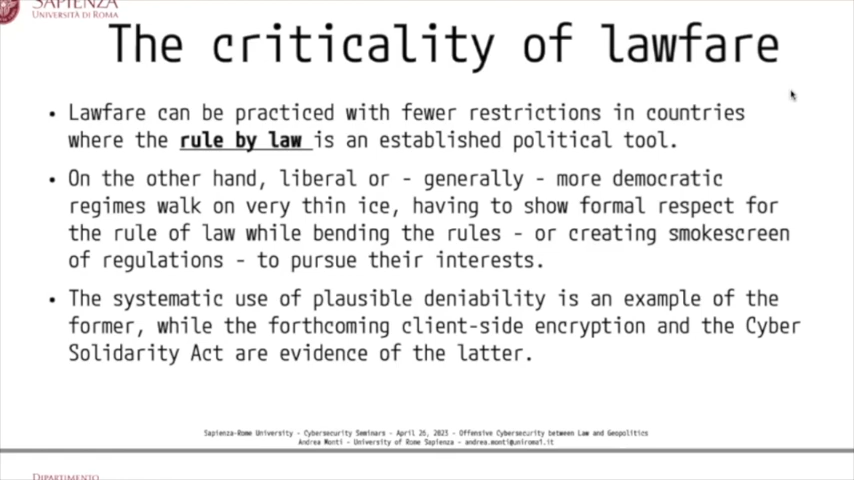 SAPIENZA
UNIVERSITÀ DI ROMA
The criticality of lawfare
• Lawfare can be practiced with fewer restrictions in countries
where the rule by law is an established political tool.
• On the other hand, liberal or - generally - more democratic
regimes walk on very thin ice, having to show formal respect for
the rule of law while bending the rules - or creating smokescreen
of regulations - to pursue their interests.
• The systematic use of plausible deniability is an example of the
former, while the forthcoming client-side encryption and the Cyber
Solidarity Act are evidence of the latter.
Sapienza-Rome University - Cybersecurity Seminars - April 26, 2023 - Offensive Cybersecurity between Law and Geopolitics
Andrea Monti - University of Rome Sapienza - andrea.monti@uniroma1.it
DIPARTIMENTO